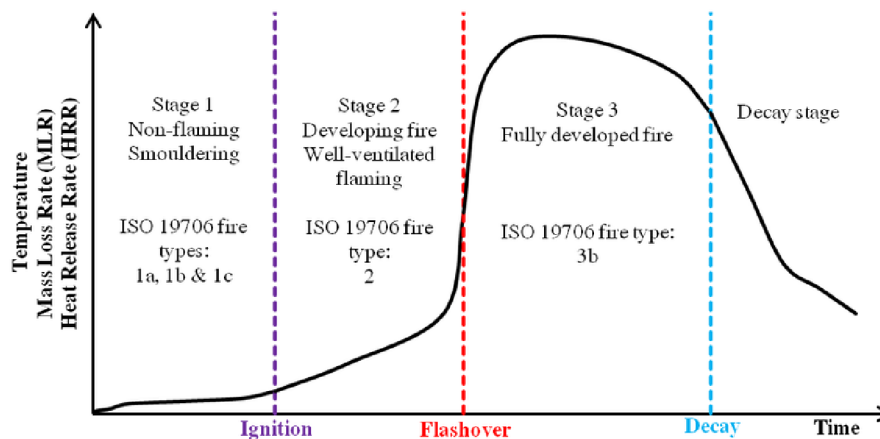 Temperature
Mass Loss Rate (MLR)
Heat Release Rate (HRR)
Stage 1
Non-flaming
Smouldering
ISO 19706 fire
types:
1a, 1b & 1c
Stage 2
Developing fire
Well-ventilated
flaming
ISO 19706 fire
type:
2
Stage 3
Fully developed fire
ISO 19706 fire type:
3b
Decay stage
Ignition
Flashover
Decay
Time